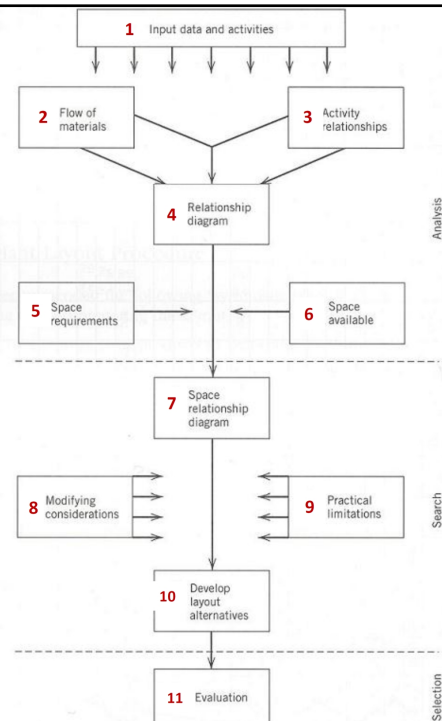 1 Input data and activities
2 Flow of
materials
3 Activity
relationships
4 Relationship
diagram
Analysis
5 Space
requirements
6 Space
available
7 Space
relationship
diagram
8 Modifying
considerations
9 Practical
limitations
Search
10 Develop
layout
alternatives
11 Evaluation
Selection